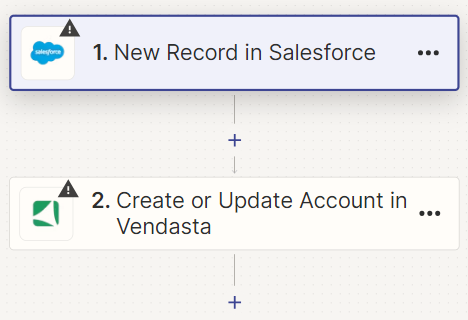 salesforce
1. New Record in Salesforce
2. Create or Update Account in
Vendasta